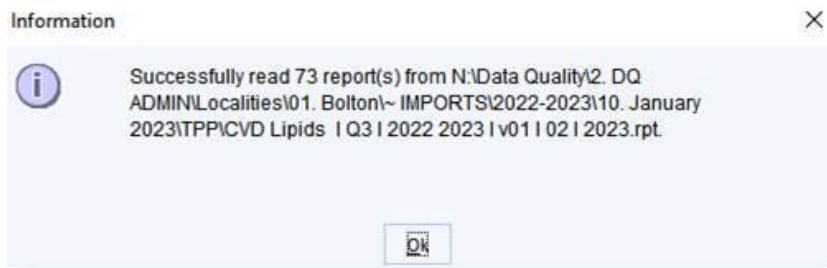 Information
Successfully read 73 report(s) from N:\Data Quality\2. DQ
ADMIN\Localities\01. Bolton\~ IMPORTS\2022-2023\10. January
2023\TPP\CVD Lipids I Q3 I 2022 2023 I v01 I 02 I 2023.rpt.
Ok